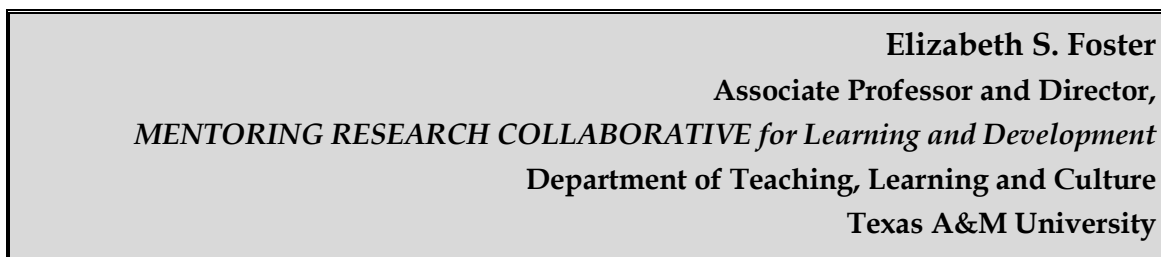 Elizabeth S. Foster
Associate Professor and Director,
MENTORING RESEARCH COLLABORATIVE for Learning and Development
Department of Teaching, Learning and Culture
Texas A&M University